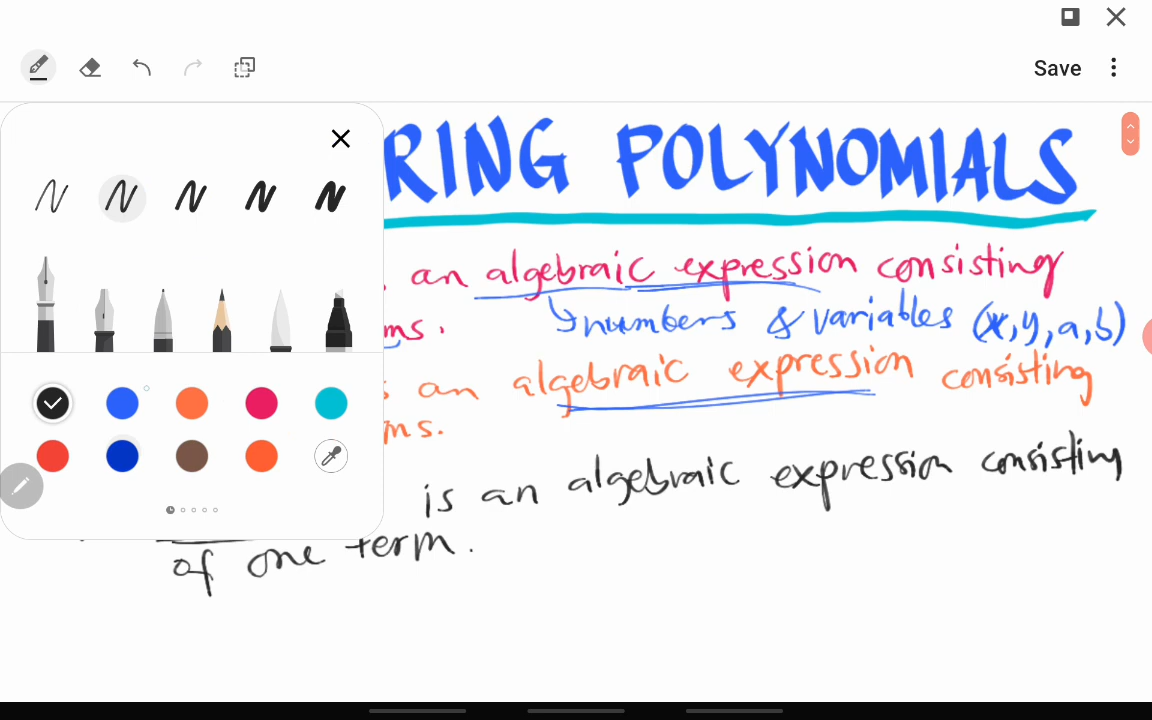 Save
RING POLYNOMIALS
an algebraic expression consisting
ms.
numbers & variables (x,y,a,b)
an algebraic expression consisting
ms.
is an algebraic expression consisting
of one term.